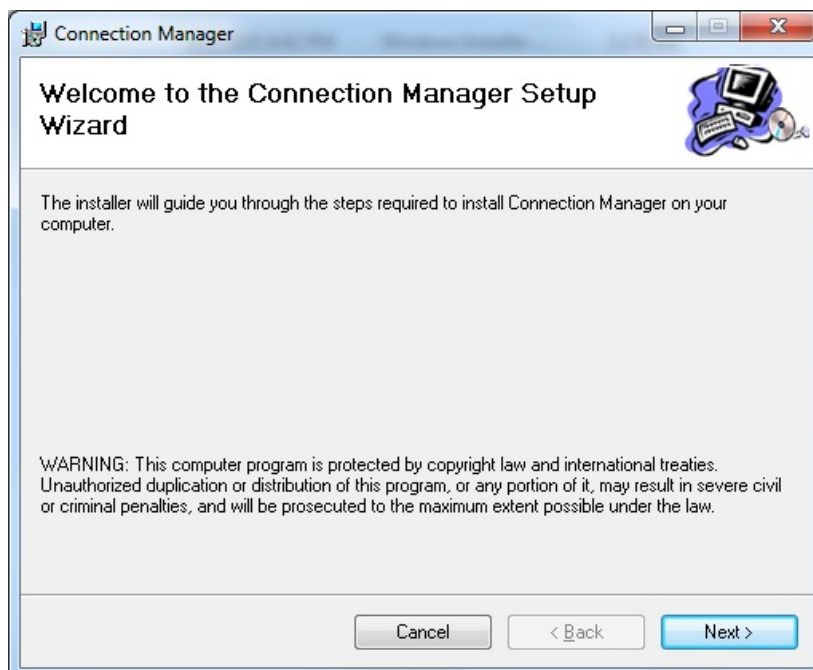 Connection Manager
Welcome to the Connection Manager Setup
Wizard
The installer will guide you through the steps required to install Connection Manager on your
computer.
WARNING: This computer program is protected by copyright law and international treaties.
Unauthorized duplication or distribution of this program, or any portion of it, may result in severe civil
or criminal penalties, and will be prosecuted to the maximum extent possible under the law.
Cancel
< Back
Next >